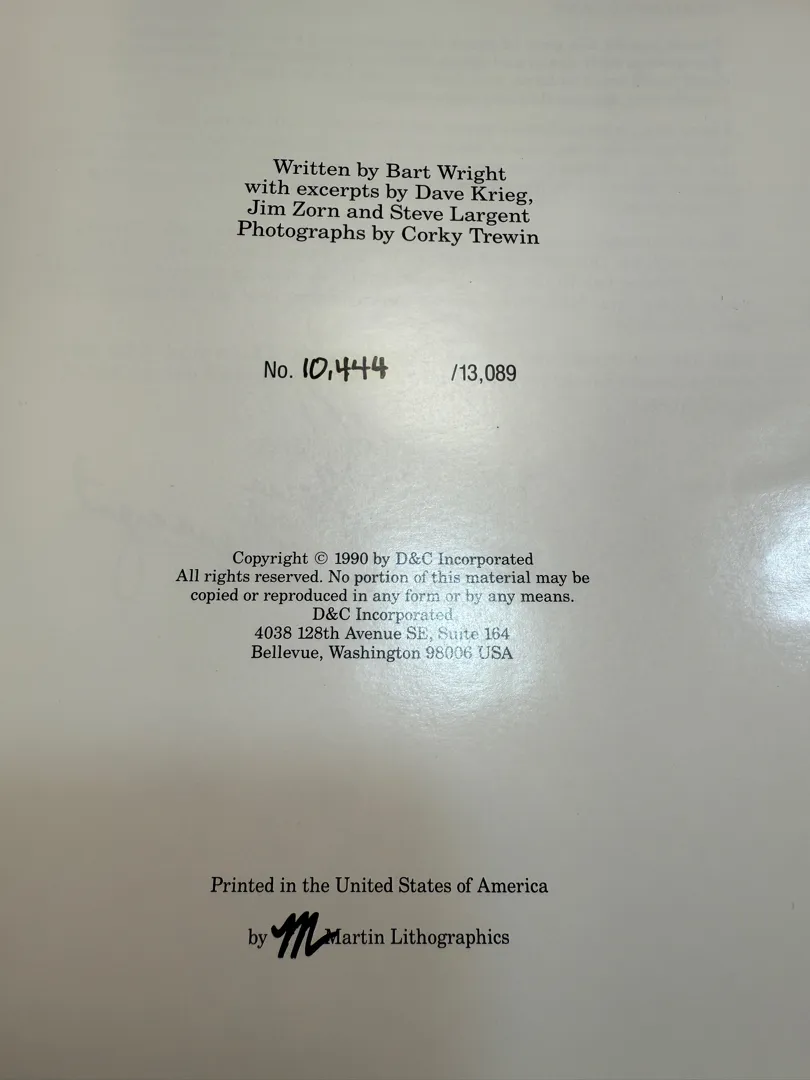 Written by Bart Wright
with excerpts by Dave Krieg,
Jim Zorn and Steve Largent
Photographs by Corky Trewin
No. 10,444 /13,089
Copyright © 1990 by D&C Incorporated
All rights reserved. No portion of this material may be
copied or reproduced in any form or by any means.
D&C Incorporated
4038 128th Avenue SE, Suite 164
Bellevue, Washington 98006 USA
Printed in the United States of America
by M Martin Lithographics